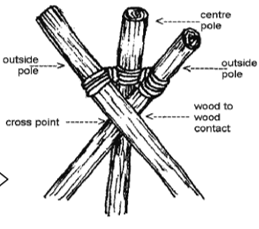 centre
pole
outside
pole
outside
pole
wood to
wood
contact
cross point